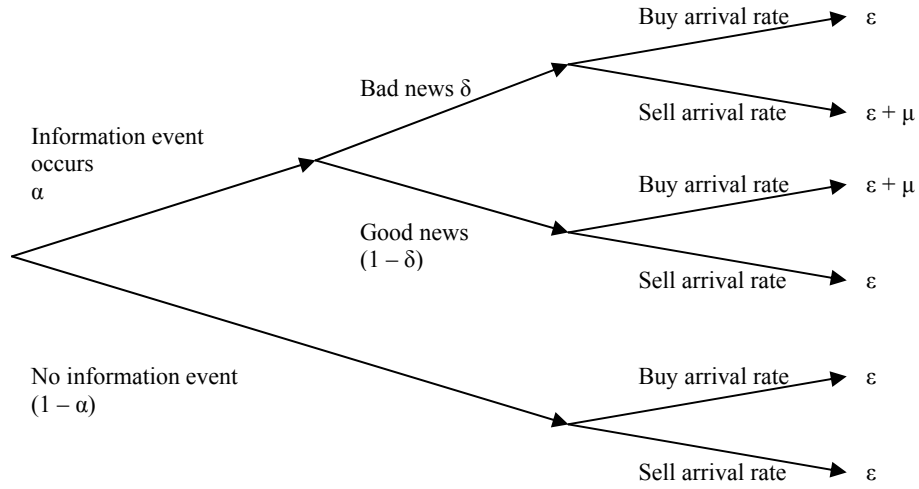 Buy arrival rate ε
Bad news δ
Sell arrival rate ε + μ
Information event
occurs
α
Buy arrival rate ε + μ
Good news
(1 – δ)
Sell arrival rate ε
No information event
(1 – α)
Buy arrival rate ε
Sell arrival rate ε